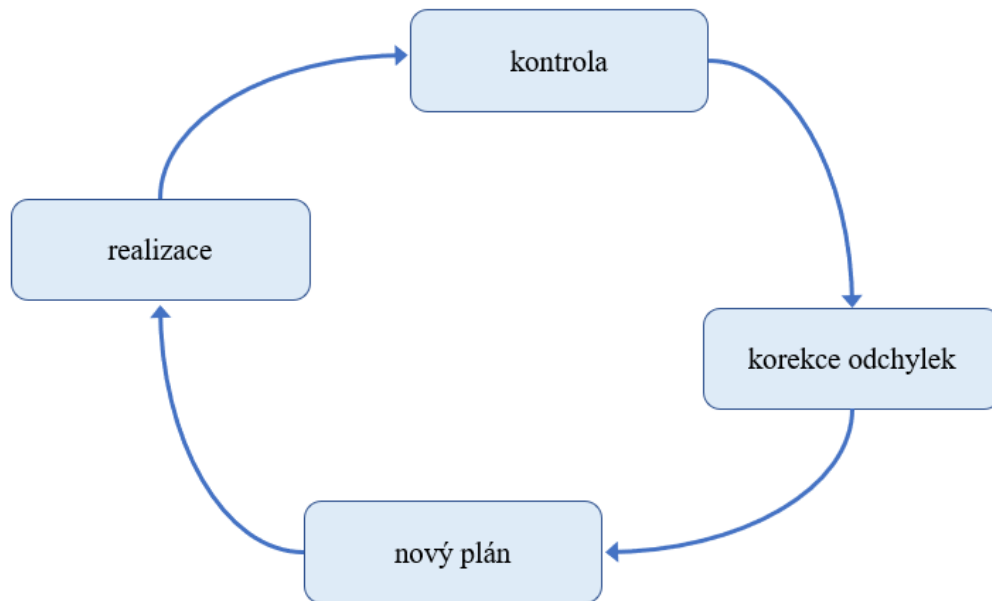 kontrola
realizace
korekce odchylek
nový plán